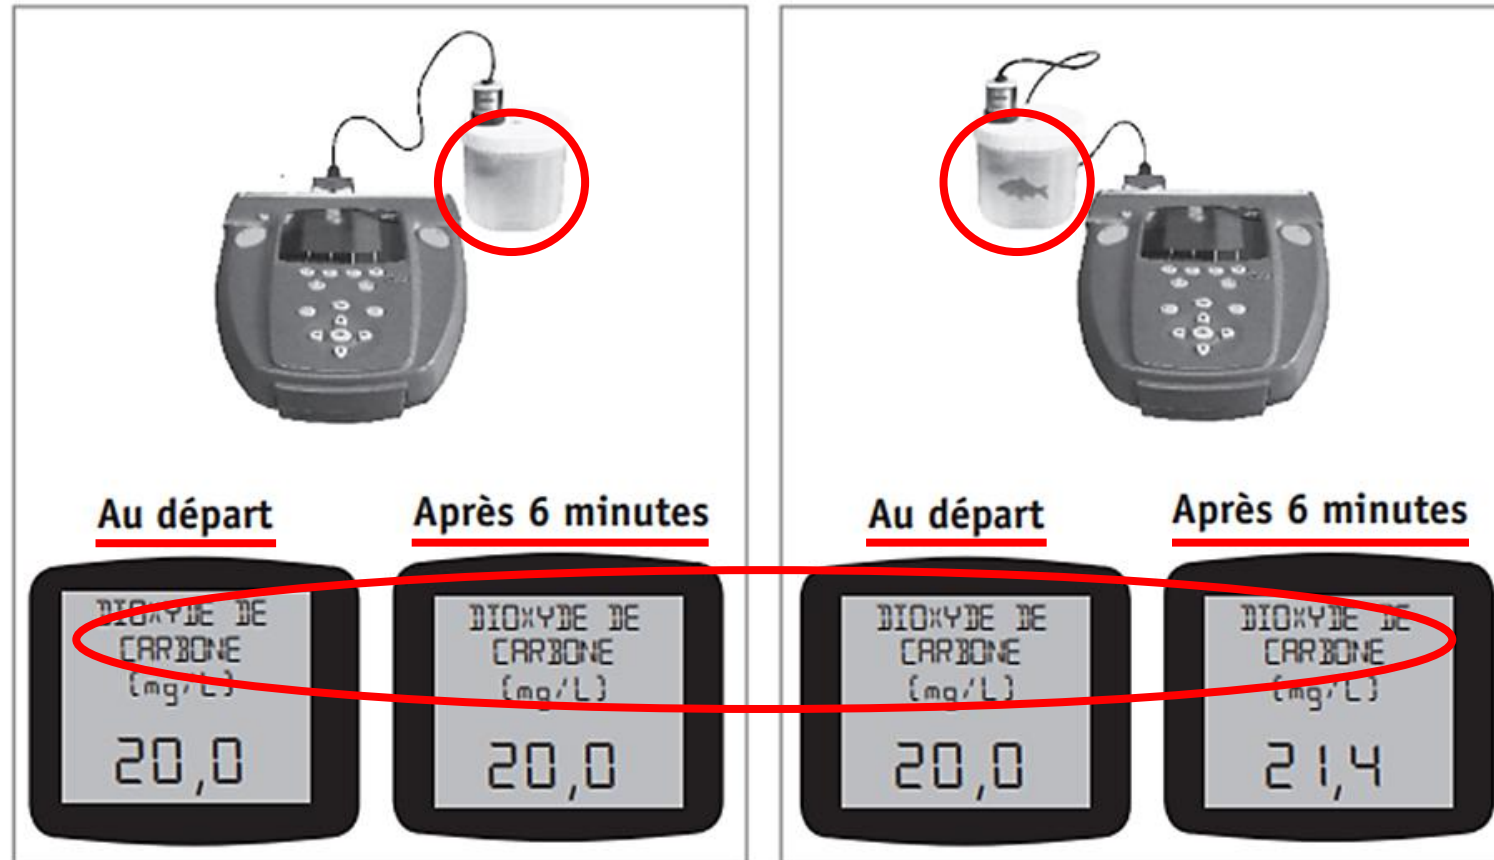 Au départ
Après 6 minutes
DIOXYDE DE
CARBONE
(mg/L)
20,0
DIOXYDE DE
CARBONE
(mg/L)
20,0
Au départ
Après 6 minutes
DIOXYDE DE
CARBONE
(mg/L)
20,0
DIOXYDE DE
CARBONE
(mg/L)
21,4